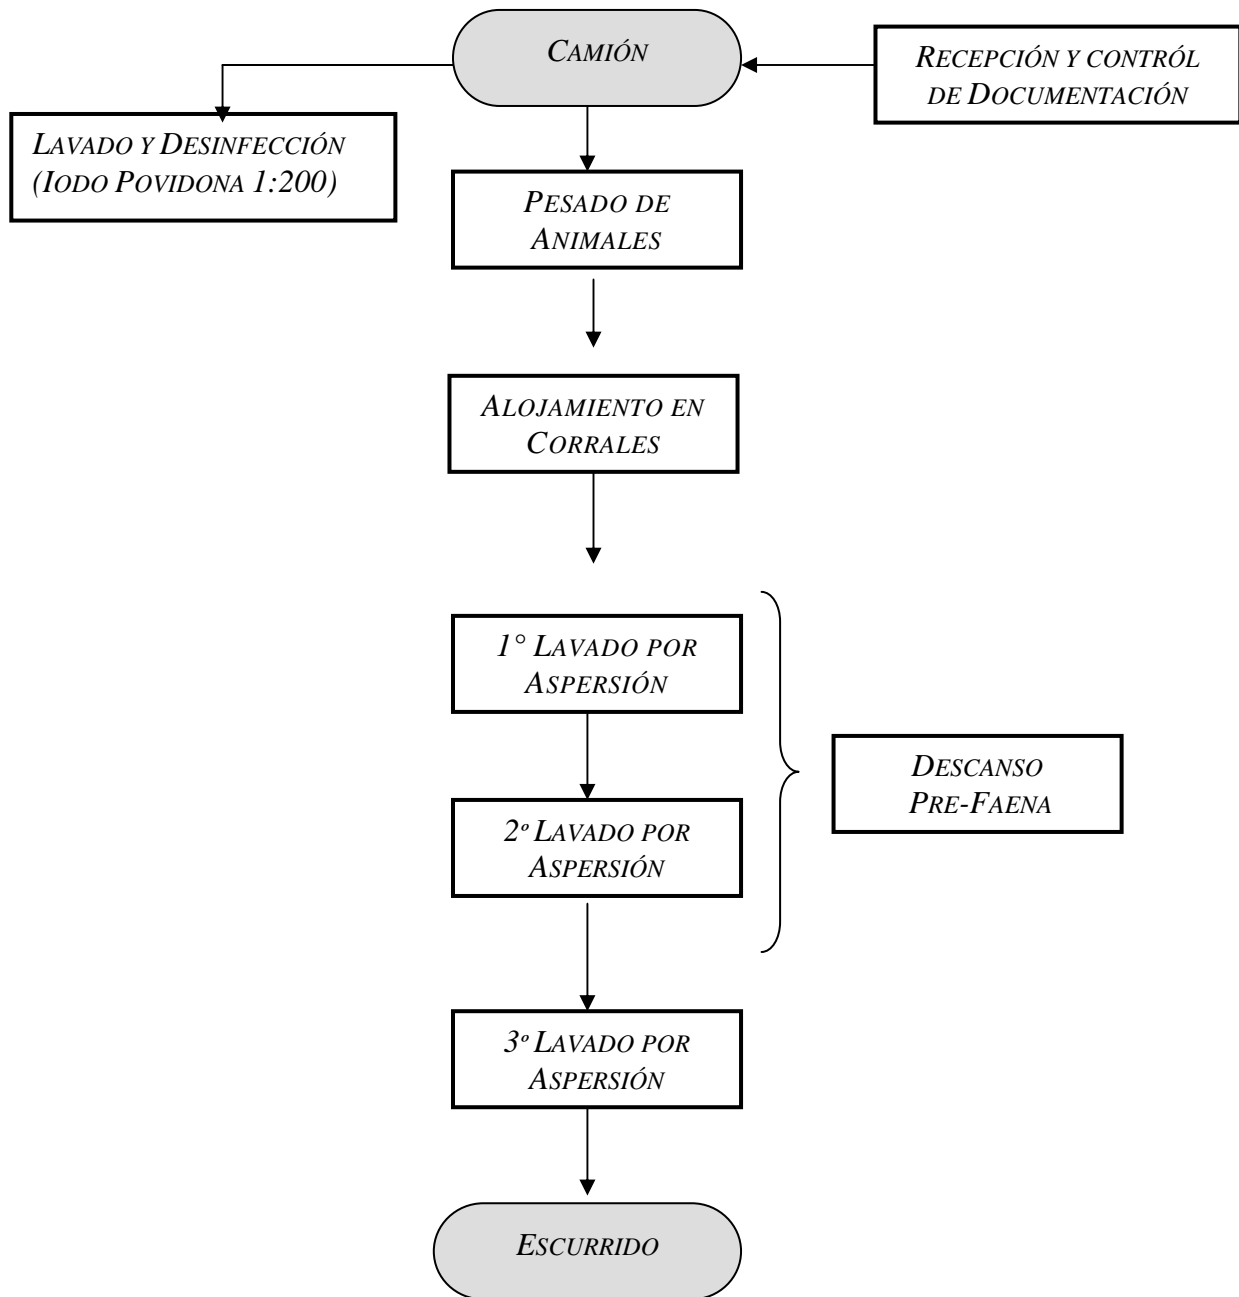 CAMIÓN
RECEPCIÓN Y CONTRÓL
DE DOCUMENTACIÓN
LAVADO Y DESINFECCIÓN
(IODO POVIDONA 1:200)
PESADO DE
ANIMALES
ALOJAMIENTO EN
CORRALES
1° LAVADO POR
ASPERSIÓN
2º LAVADO POR
ASPERSIÓN
DESCANSO
PRE-FAENA
3º LAVADO POR
ASPERSIÓN
ESCURRIDO